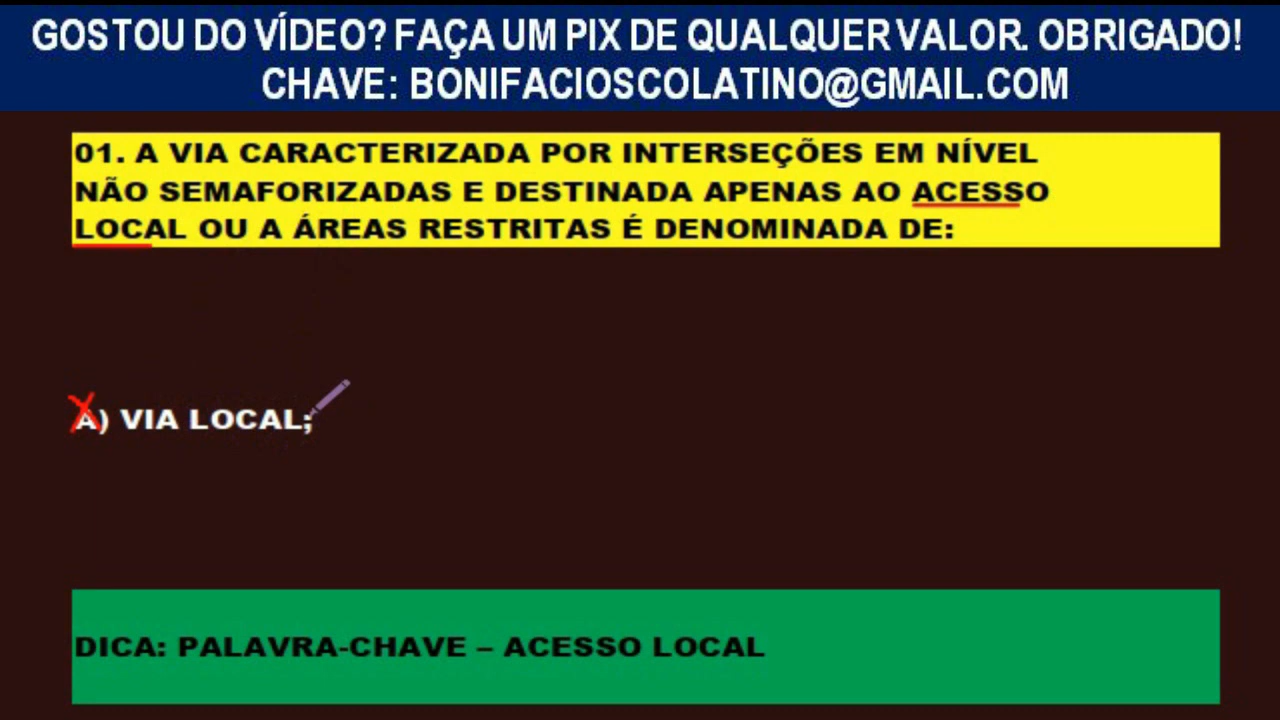 GOSTOU DO VÍDEO? FAÇA UM PIX DE QUALQUER VALOR. OBRIGADO!
CHAVE: BONIFACIOSCOLATINO@GMAIL.COM
01. A VIA CARACTERIZADA POR INTERSEÇÕES EM NÍVEL
NÃO SEMAFORIZADAS E DESTINADA APENAS AO ACESSO
LOCAL OU A ÁREAS RESTRITAS É DENOMINADA DE:
A) VIA LOCAL;
DICA: PALAVRA-CHAVE – ACESSO LOCAL